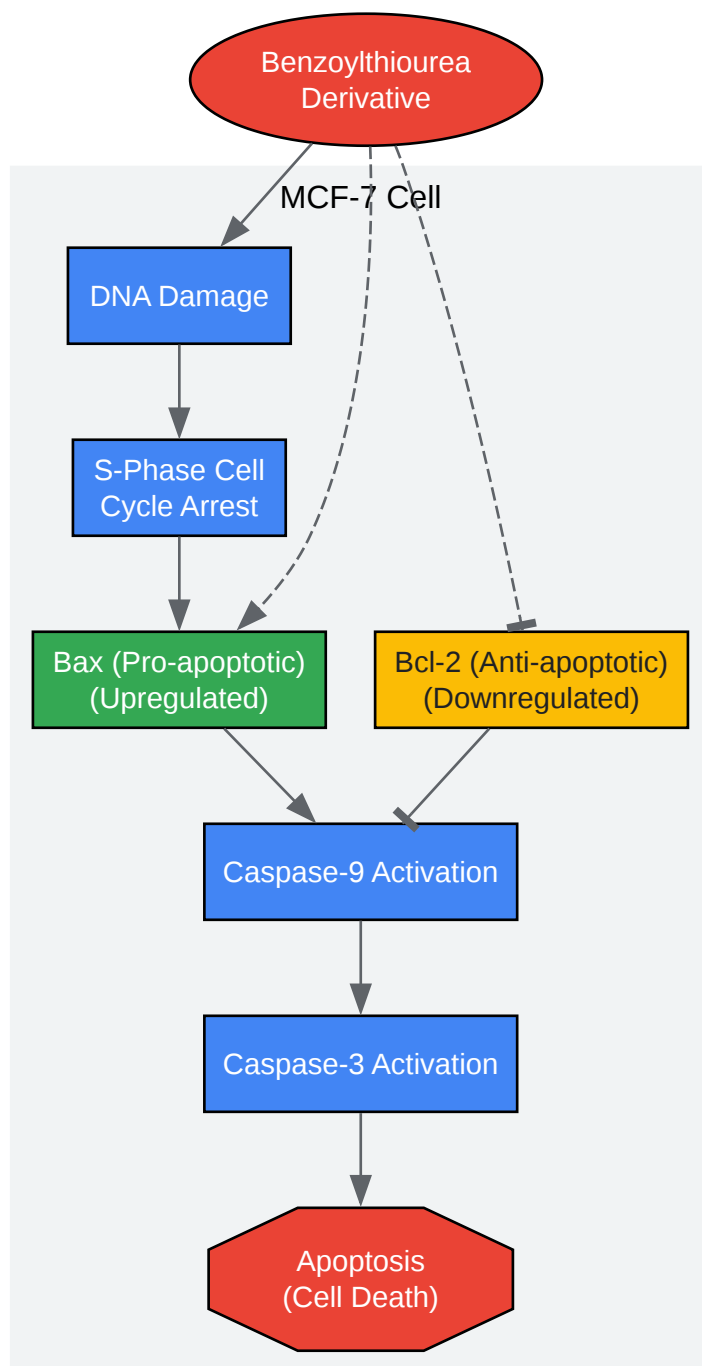 Benzoylthiourea
Derivative
MCF-7 Cell
DNA Damage
S-Phase Cell
Cycle Arrest
Bax (Pro-apoptotic)
(Upregulated)
Bcl-2 (Anti-apoptotic)
(Downregulated)
Caspase-9 Activation
Caspase-3 Activation
Apoptosis
(Cell Death)